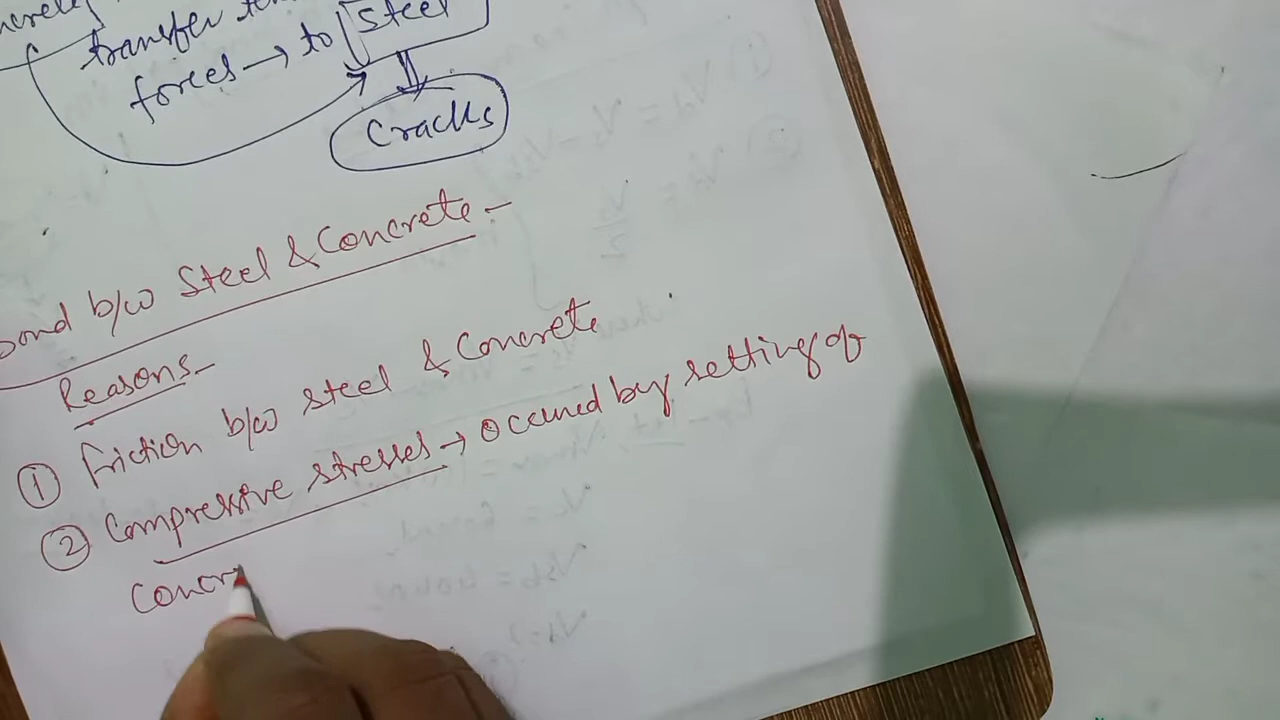 transfer
forces → to Steel
Cracks
Bond b/w Steel & Concrete -
Reasons -
① Friction b/w steel & Concrete
② Compressive stresses → Occured by setting of
Concr